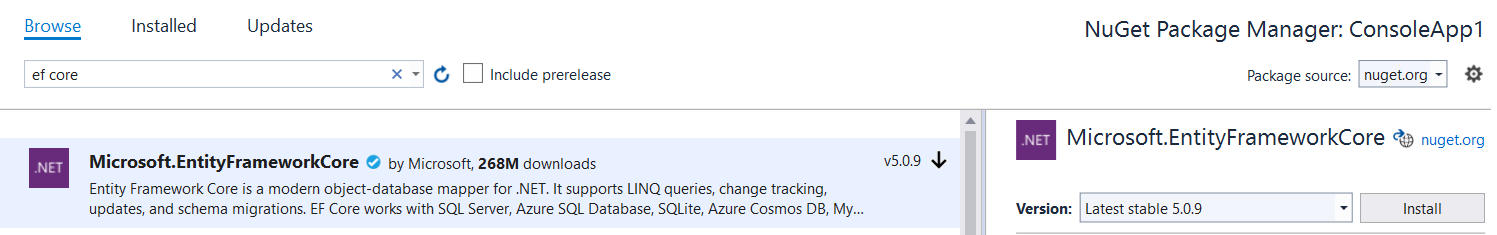 Browse Installed Updates
NuGet Package Manager: ConsoleApp1
ef core
Include prerelease
Package source: nuget.org
.NET
Microsoft.EntityFrameworkCore by Microsoft, 268M downloads
v5.0.9
Entity Framework Core is a modern object-database mapper for .NET. It supports LINQ queries, change tracking,
updates, and schema migrations. EF Core works with SQL Server, Azure SQL Database, SQLite, Azure Cosmos DB, My...
.NET
Microsoft.EntityFrameworkCore
nuget.org
Version: Latest stable 5.0.9
Install